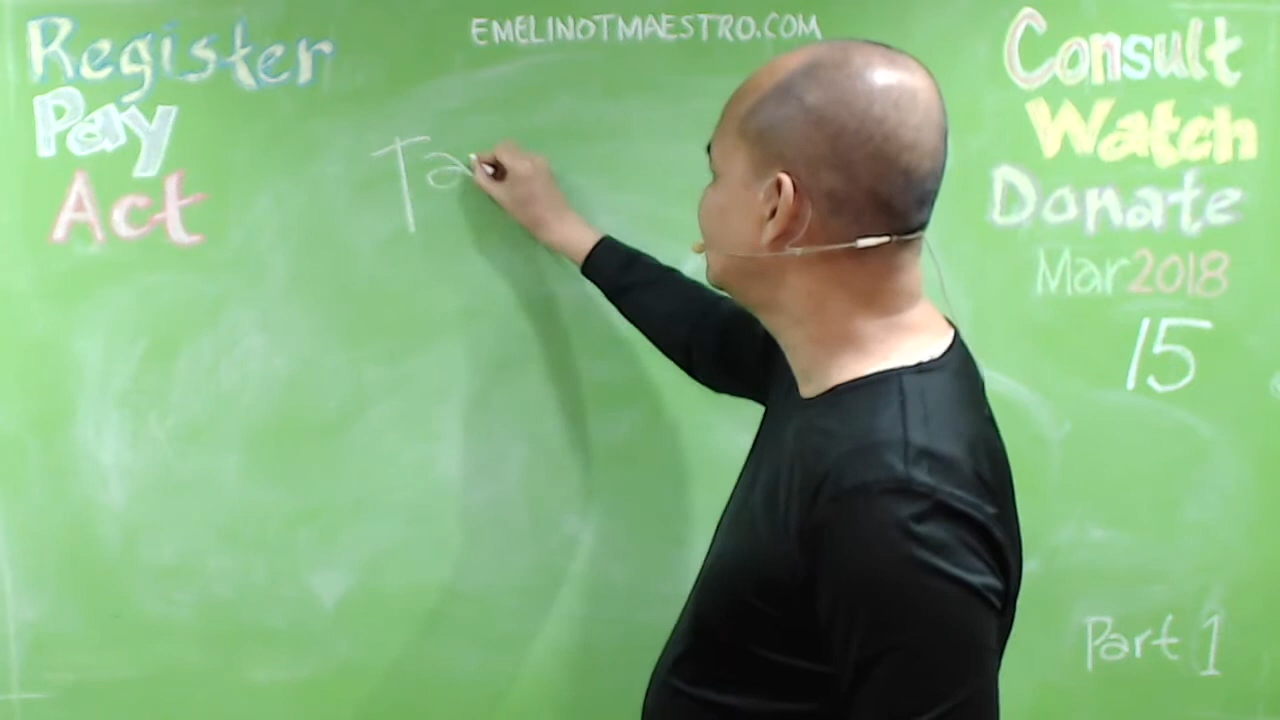 EMELINOTMAESTRO.COM
Register
Pay
Act
Ta
Consult
Watch
Donate
Mar2018
15
Part 1